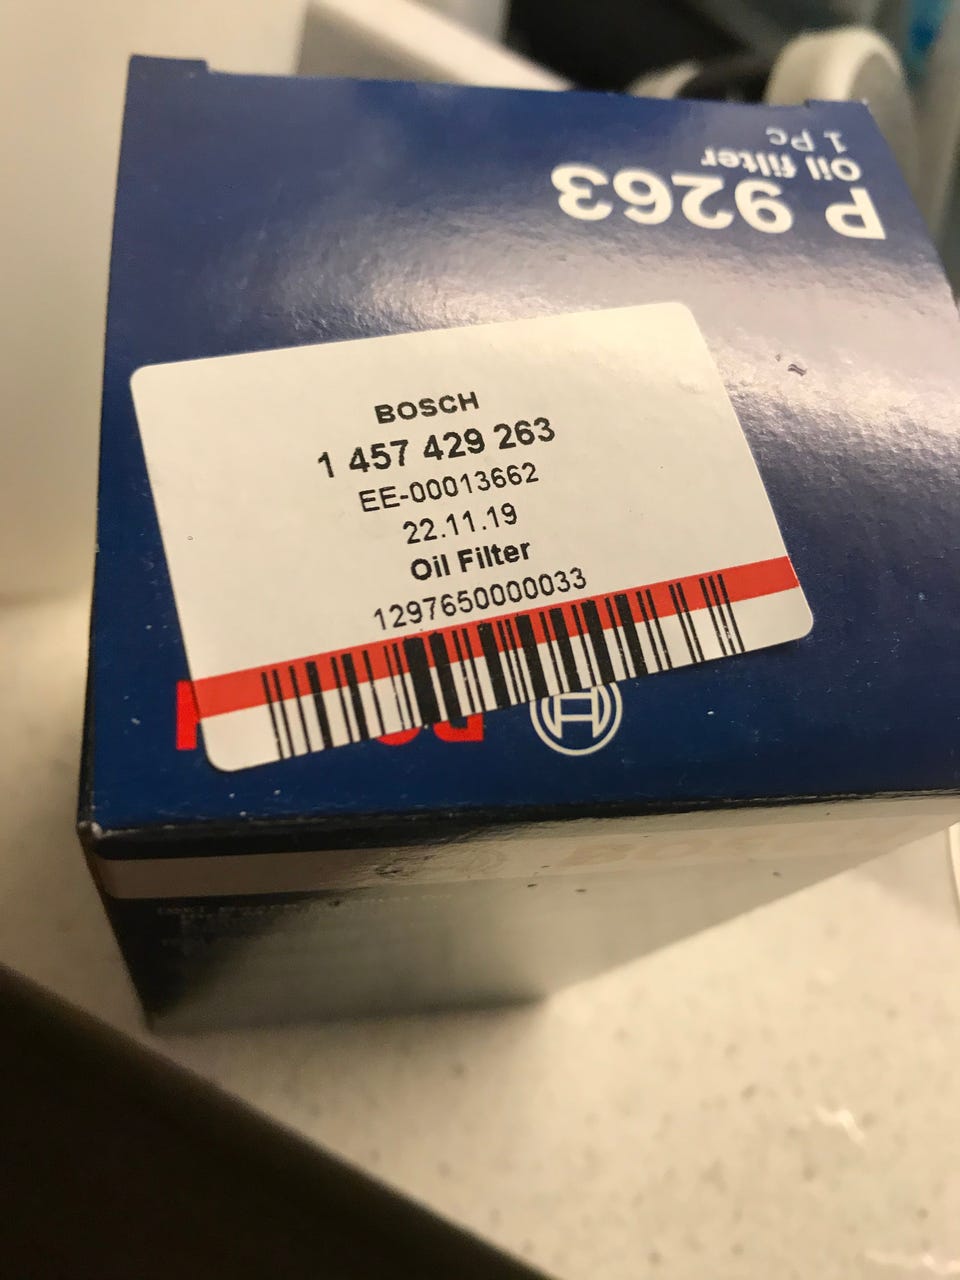 P 9263
Oil filter
1 Pc
BOSCH
1 457 429 263
EE-00013662
22.11.19
Oil Filter
1297650000033